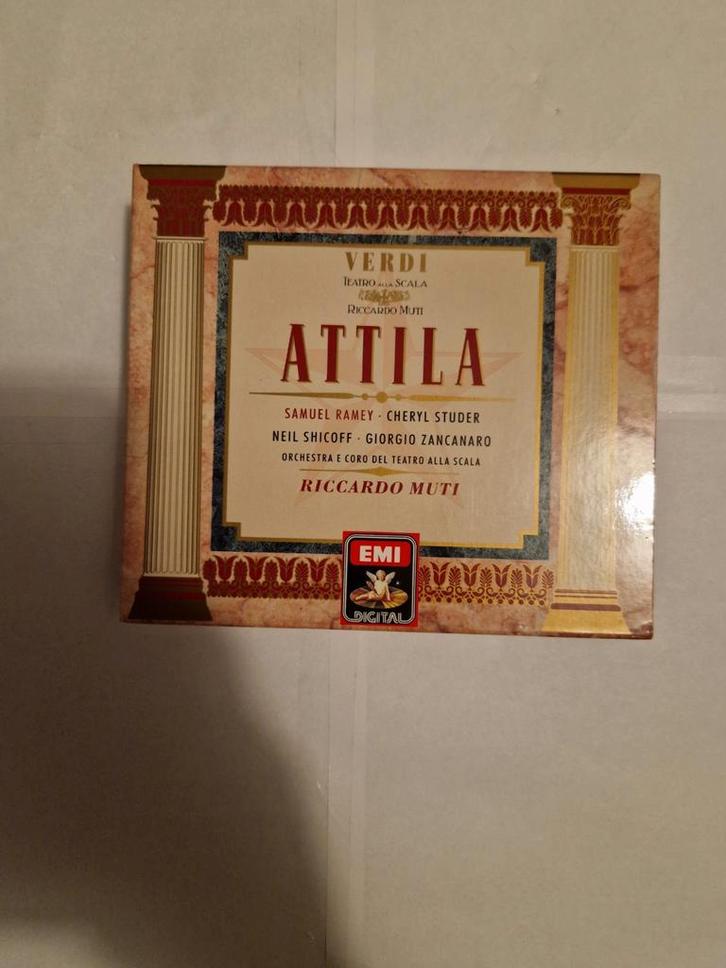 VERDI
TEATRO ALLA SCALA
RICCARDO MUTI
ATTILA
SAMUEL RAMEY · CHERYL STUDER
NEIL SHICOFF · GIORGIO ZANCANARO
ORCHESTRA E CORO DEL TEATRO ALLA SCALA
RICCARDO MUTI
EMI
DIGITAL